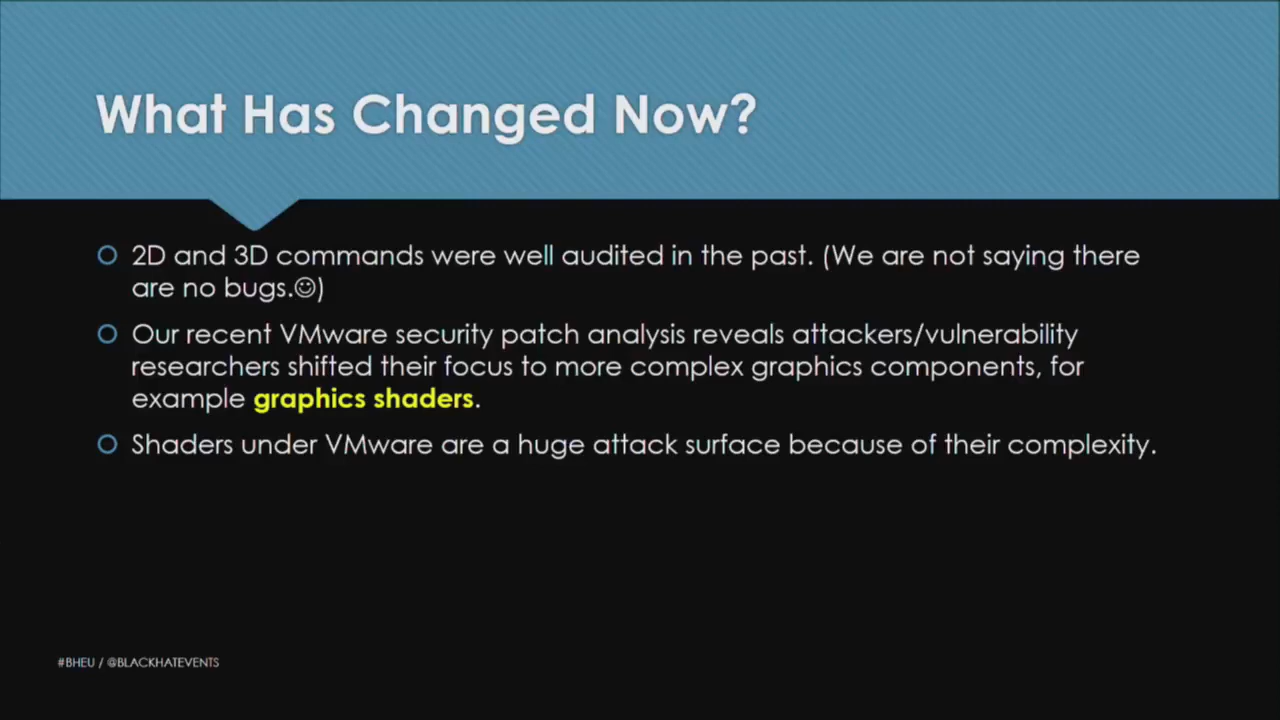 What Has Changed Now?
2D and 3D commands were well audited in the past. (We are not saying there
are no bugs.☺)
Our recent VMware security patch analysis reveals attackers/vulnerability
researchers shifted their focus to more complex graphics components, for
example graphics shaders.
Shaders under VMware are a huge attack surface because of their complexity.
#BHEU / @BLACKHATEVENTS